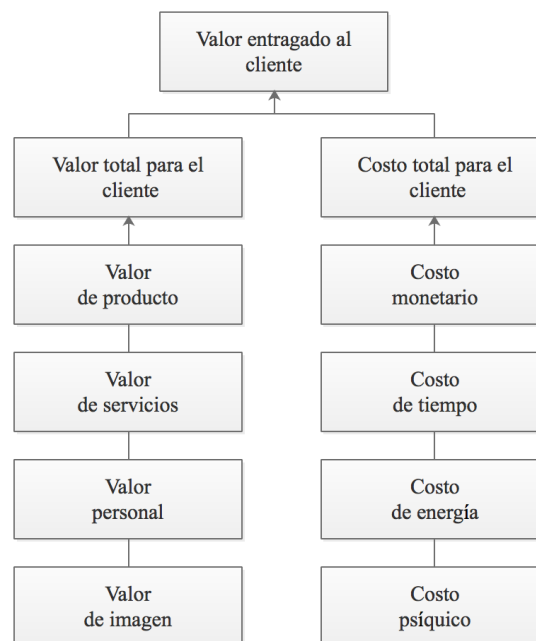 Valor entragado al
cliente
Valor total para el
cliente
Costo total para el
cliente
Valor
de producto
Costo
monetario
Valor
de servicios
Costo
de tiempo
Valor
personal
Costo
de energía
Valor
de imagen
Costo
psíquico